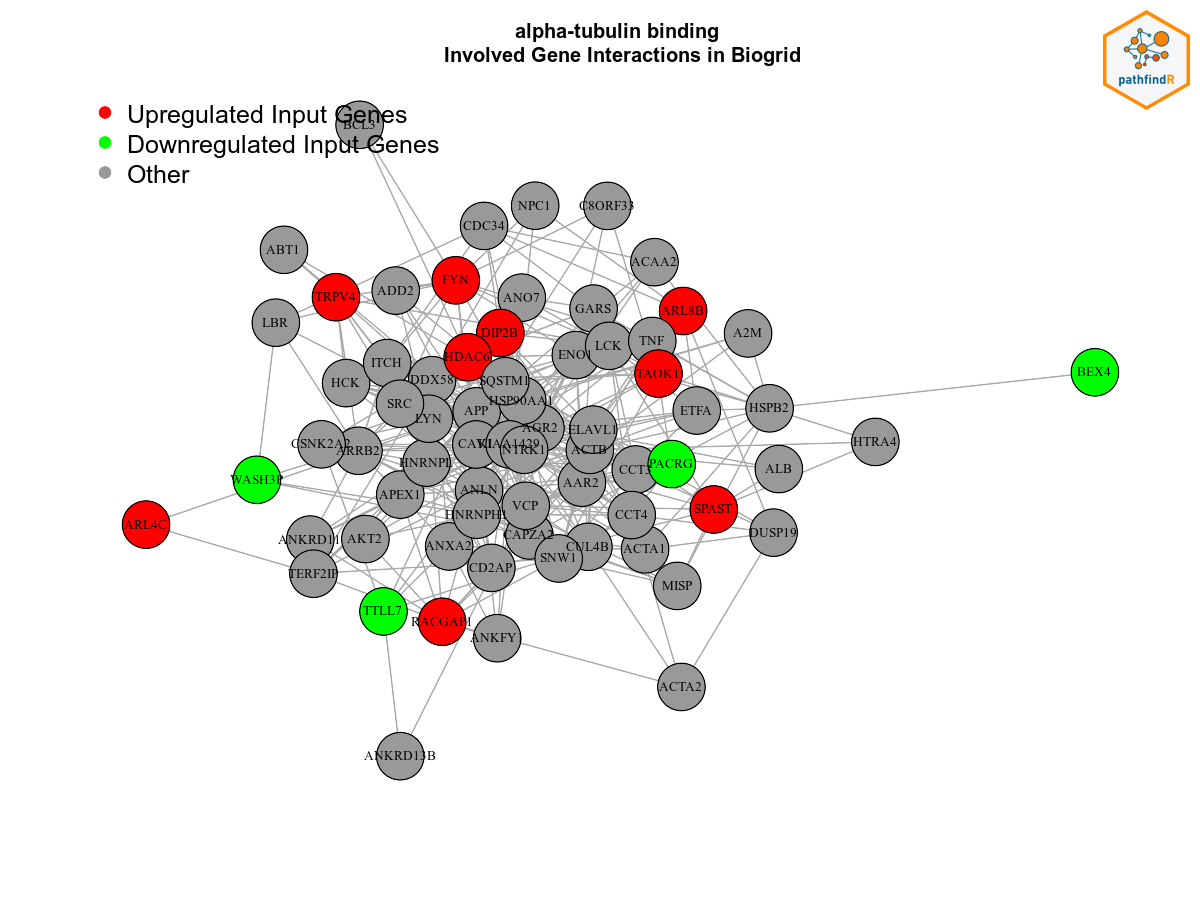 alpha-tubulin binding
Involved Gene Interactions in Biogrid
pathfindR
Upregulated Input Genes
Downregulated Input Genes
Other
BCL3
NPC1
C8ORF33
CDC34
ABT1
ACAA2
FYN
ADD2
TRPV4
ANO7
GARS
ARL8B
LBR
DIP2B
A2M
TNF
LCK
ENO1
HDAC6
ITCH
BEX4
TAOK1
DDX58
SQSTM1
HCK
HSP90AA1
SRC
APP
ETFA
HSPB2
LYN
AGR2
ELAVL1
HTRA4
CSNK2A2
ARRB2
CAV1
KIAA1429
NTRK1
ACTB
HNRNPL
PACRG
CCT3
ALB
WASH3P
AAR2
ANLN
APEX1
VCP
SPAST
HNRNPH1
CCT4
ARL4C
CAPZA2
DUSP19
ANKRD11
AKT2
ANXA2
CUL4B
ACTA1
SNW1
CD2AP
TERF2IP
MISP
TTLL7
RACGAP1
ANKFY1
ACTA2
ANKRD13B